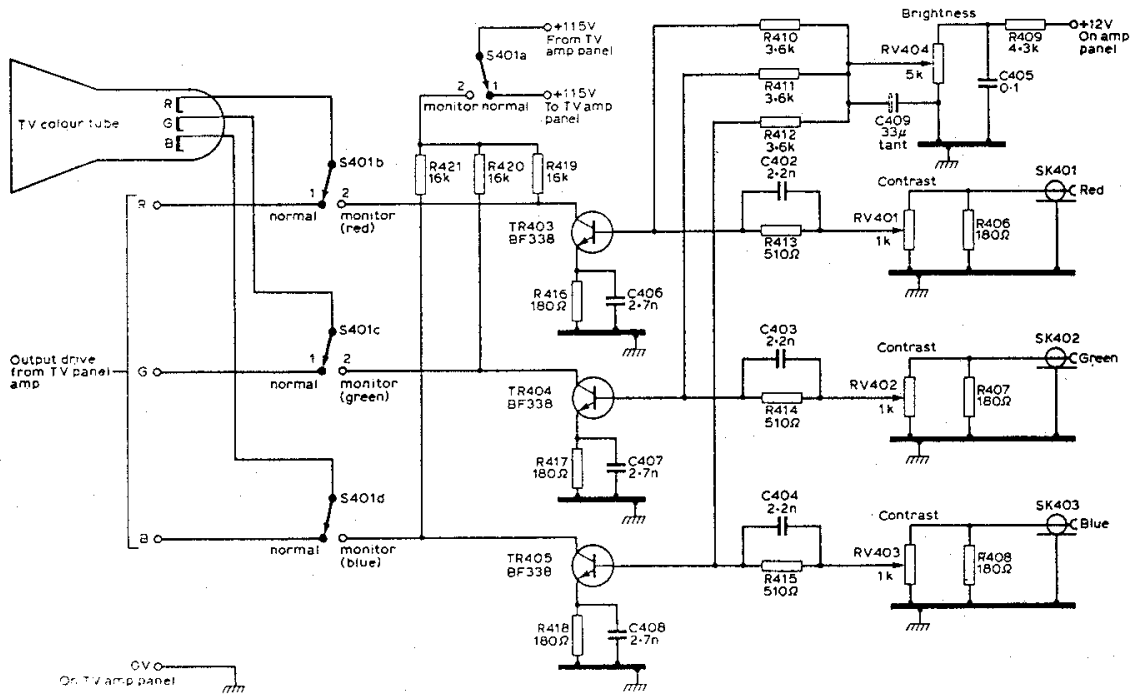 Brightness
+115V
From TV
amp panel
S401a
2
1
monitor
normal
+115V
To TV amp
panel
R410
3·6k
R411
3·6k
R412
3·6k
RV404
5k
R409
4·3k
+12V
On amp
panel
C405
0·1
C409
33µ
tant
TV colour tube
R
G
B
S401b
R421
16k
R420
16k
R419
16k
C402
2·2n
Contrast
SK401
Red
R
1
2
normal
monitor
(red)
TR403
BF338
R413
510Ω
RV401
1k
R406
180Ω
R416
180Ω
C406
2·7n
S401c
C403
2·2n
Contrast
SK402
Green
Output drive
from TV panel
amp
G
1
2
normal
monitor
(green)
TR404
BF338
R414
510Ω
RV402
1k
R407
180Ω
R417
180Ω
C407
2·7n
S401d
C404
2·2n
Contrast
SK403
Blue
B
1
2
normal
monitor
(blue)
TR405
BF338
R415
510Ω
RV403
1k
R408
180Ω
R418
180Ω
C408
2·7n
0V
On TV amp panel